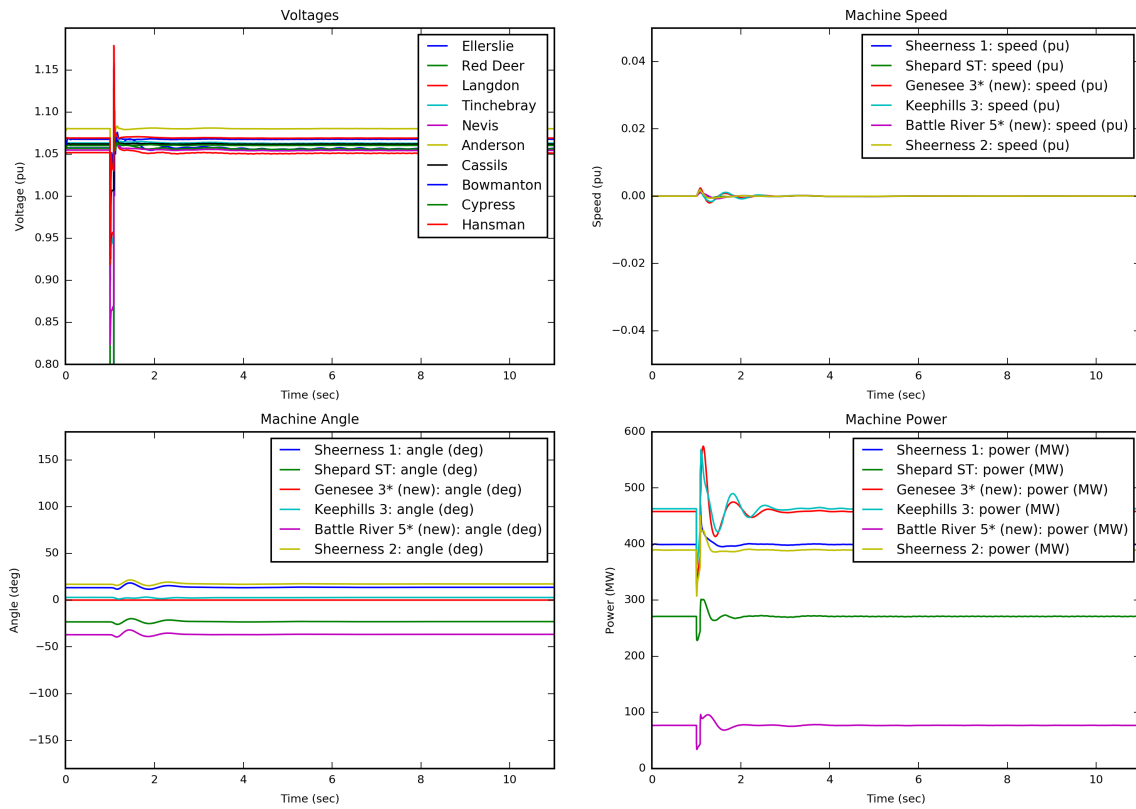 Voltages
Voltage (pu)
1.15
1.10
1.05
1.00
0.95
0.90
0.85
0.80
0 2 4 6 8 10
Time (sec)
Ellerslie
Red Deer
Langdon
Tinchebray
Nevis
Anderson
Cassils
Bowmanton
Cypress
Hansman
Machine Speed
Speed (pu)
0.04
0.02
0.00
−0.02
−0.04
0 2 4 6 8 10
Time (sec)
Sheerness 1: speed (pu)
Shepard ST: speed (pu)
Genesee 3* (new): speed (pu)
Keephills 3: speed (pu)
Battle River 5* (new): speed (pu)
Sheerness 2: speed (pu)
Machine Angle
Angle (deg)
150
100
50
0
−50
−100
−150
0 2 4 6 8 10
Time (sec)
Sheerness 1: angle (deg)
Shepard ST: angle (deg)
Genesee 3* (new): angle (deg)
Keephills 3: angle (deg)
Battle River 5* (new): angle (deg)
Sheerness 2: angle (deg)
Machine Power
Power (MW)
600
500
400
300
200
100
0
0 2 4 6 8 10
Time (sec)
Sheerness 1: power (MW)
Shepard ST: power (MW)
Genesee 3* (new): power (MW)
Keephills 3: power (MW)
Battle River 5* (new): power (MW)
Sheerness 2: power (MW)